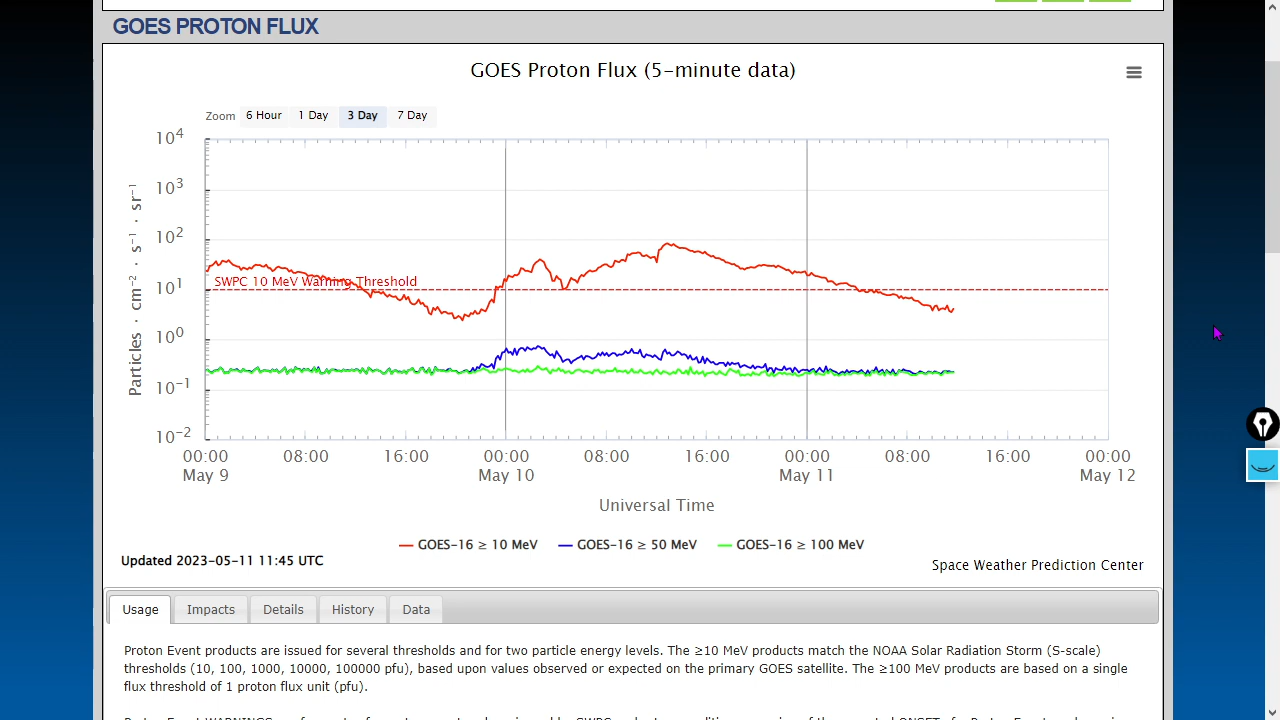 GOES PROTON FLUX
GOES Proton Flux (5-minute data)
Zoom 6 Hour 1 Day 3 Day 7 Day
10⁴
10³
10²
SWPC 10 MeV Warning Threshold
10¹
10⁰
10⁻¹
10⁻²
Particles · cm⁻² · s⁻¹ · sr⁻¹
00:00 08:00 16:00 00:00 08:00 16:00 00:00 08:00 16:00 00:00
May 9 May 10 May 11 May 12
Universal Time
GOES-16 ≥ 10 MeV GOES-16 ≥ 50 MeV GOES-16 ≥ 100 MeV
Updated 2023-05-11 11:45 UTC
Space Weather Prediction Center
Usage Impacts Details History Data
Proton Event products are issued for several thresholds and for two particle energy levels. The ≥10 MeV products match the NOAA Solar Radiation Storm (S-scale)
thresholds (10, 100, 1000, 10000, 100000 pfu), based upon values observed or expected on the primary GOES satellite. The ≥100 MeV products are based on a single
flux threshold of 1 proton flux unit (pfu).